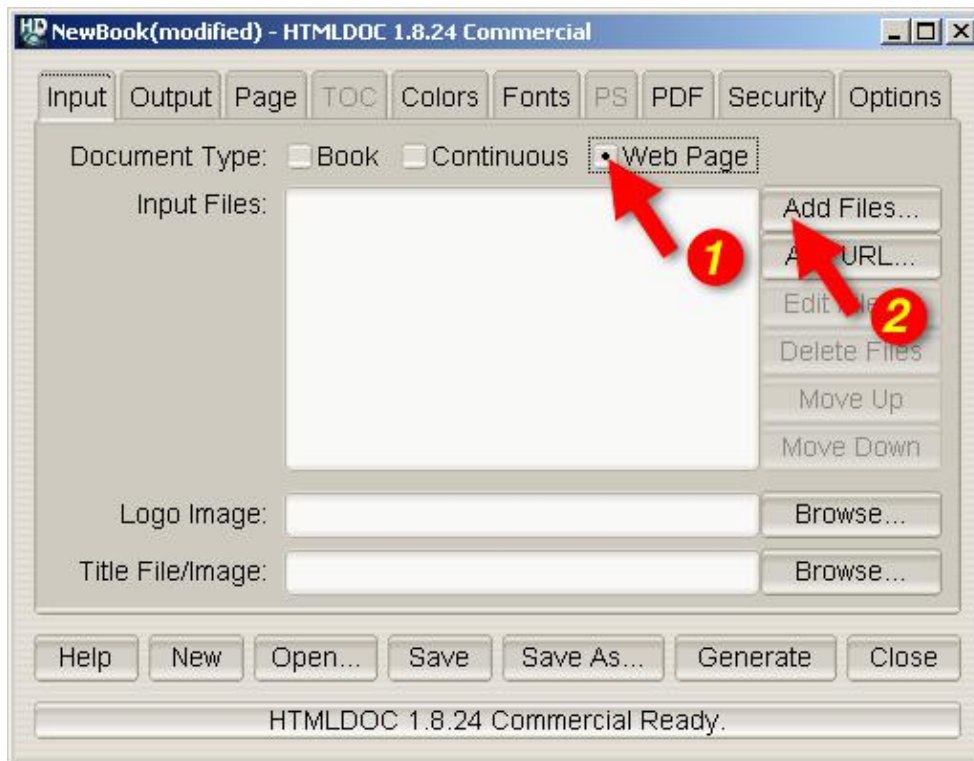 NewBook(modified) - HTMLDOC 1.8.24 Commercial
Input Output Page TOC Colors Fonts PS PDF Security Options
Document Type: Book Continuous Web Page
Input Files:
Add Files...
1
URL...
Edit
2
Delete Files
Move Up
Move Down
Logo Image: Browse...
Title File/Image: Browse...
Help New Open... Save Save As... Generate Close
HTMLDOC 1.8.24 Commercial Ready.